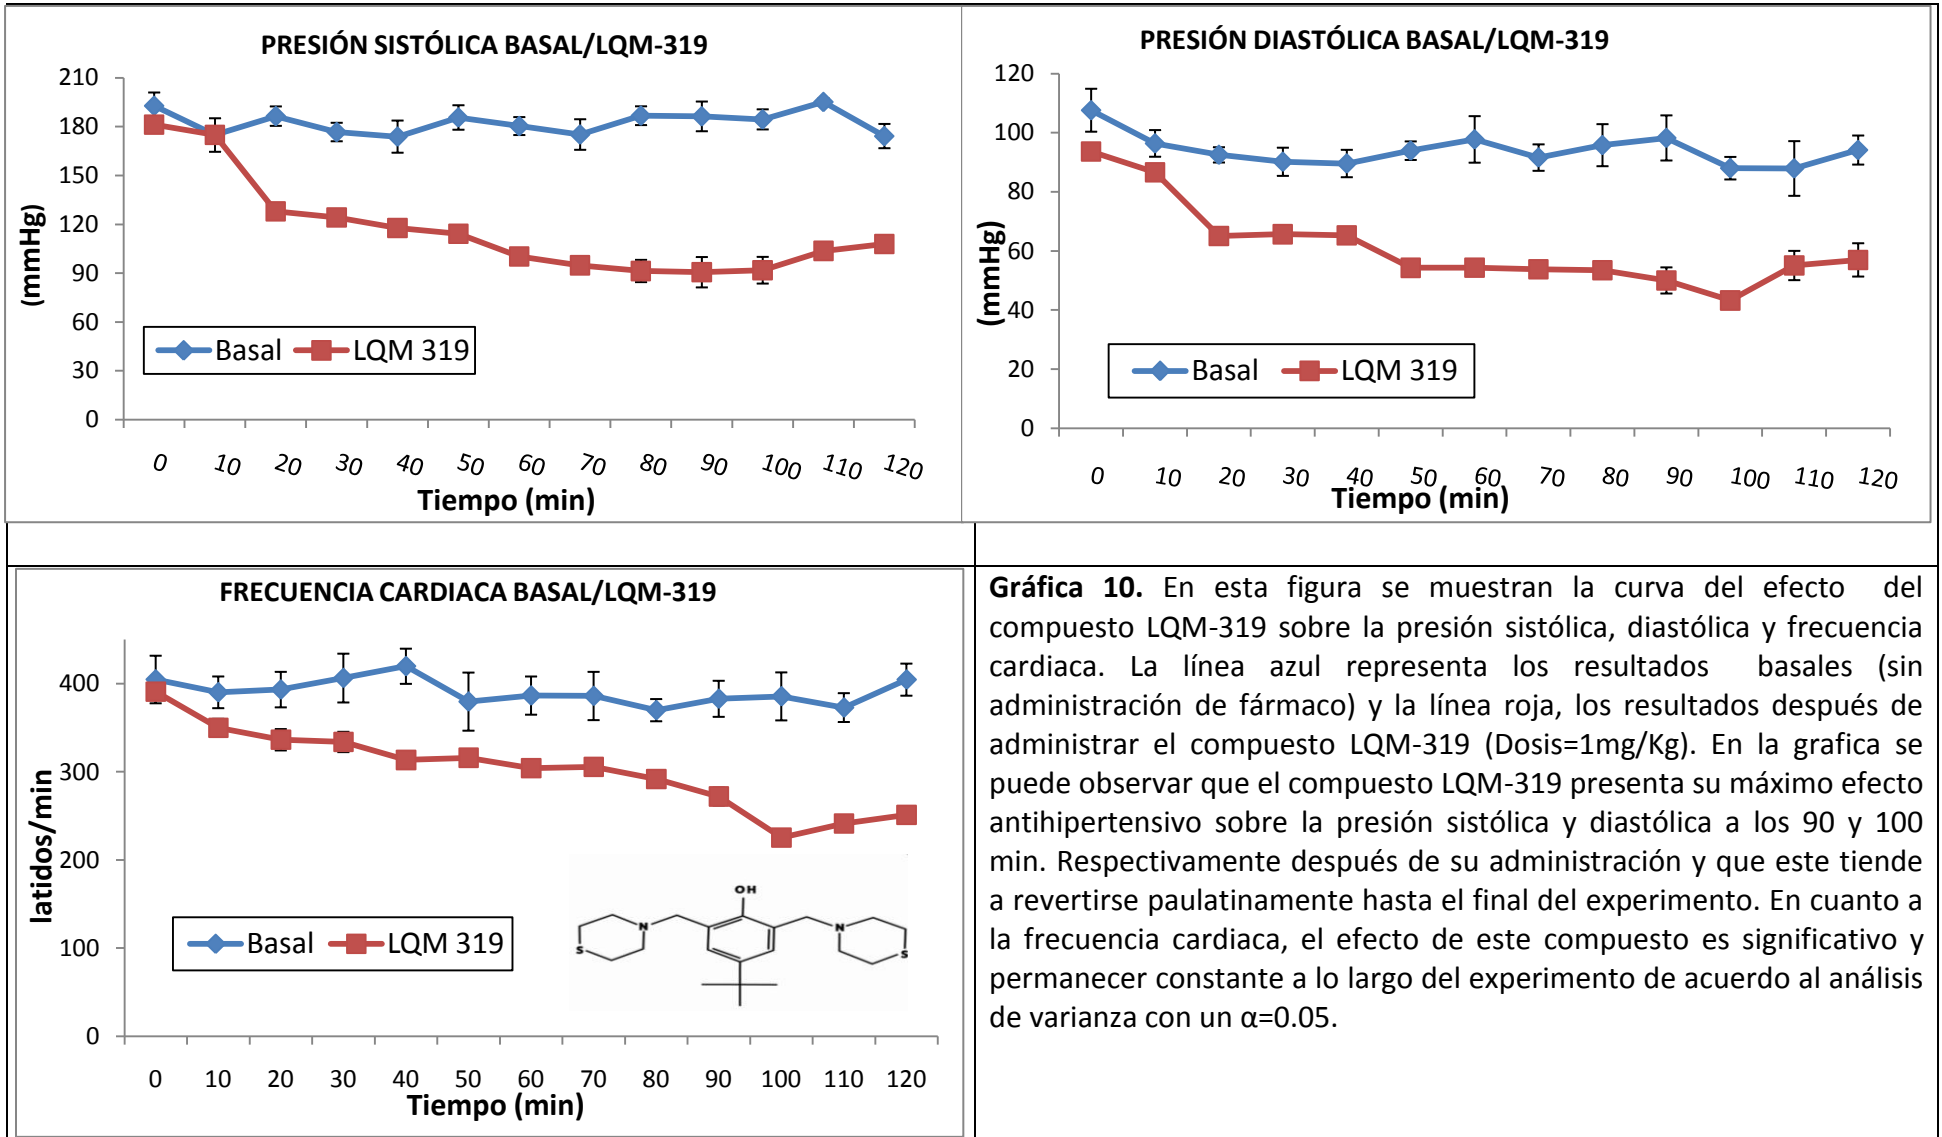 PRESIÓN SISTÓLICA BASAL/LQM-319
210
180
150
120
90
60
30
0
(mmHg)
Basal LQM 319
0 10 20 30 40 50 60 70 80 90 100 110 120
Tiempo (min)
PRESIÓN DIASTÓLICA BASAL/LQM-319
120
100
80
60
40
20
0
(mmHg)
Basal LQM 319
0 10 20 30 40 50 60 70 80 90 100 110 120
Tiempo (min)
FRECUENCIA CARDIACA BASAL/LQM-319
400
300
200
100
0
latidos/min
Basal LQM 319
OH
N N
S S
0 10 20 30 40 50 60 70 80 90 100 110 120
Tiempo (min)
Gráfica 10. En esta figura se muestran la curva del efecto del
compuesto LQM-319 sobre la presión sistólica, diastólica y frecuencia
cardiaca. La línea azul representa los resultados basales (sin
administración de fármaco) y la línea roja, los resultados después de
administrar el compuesto LQM-319 (Dosis=1mg/Kg). En la grafica se
puede observar que el compuesto LQM-319 presenta su máximo efecto
antihipertensivo sobre la presión sistólica y diastólica a los 90 y 100
min. Respectivamente después de su administración y que este tiende
a revertirse paulatinamente hasta el final del experimento. En cuanto a
la frecuencia cardiaca, el efecto de este compuesto es significativo y
permanecer constante a lo largo del experimento de acuerdo al análisis
de varianza con un α=0.05.